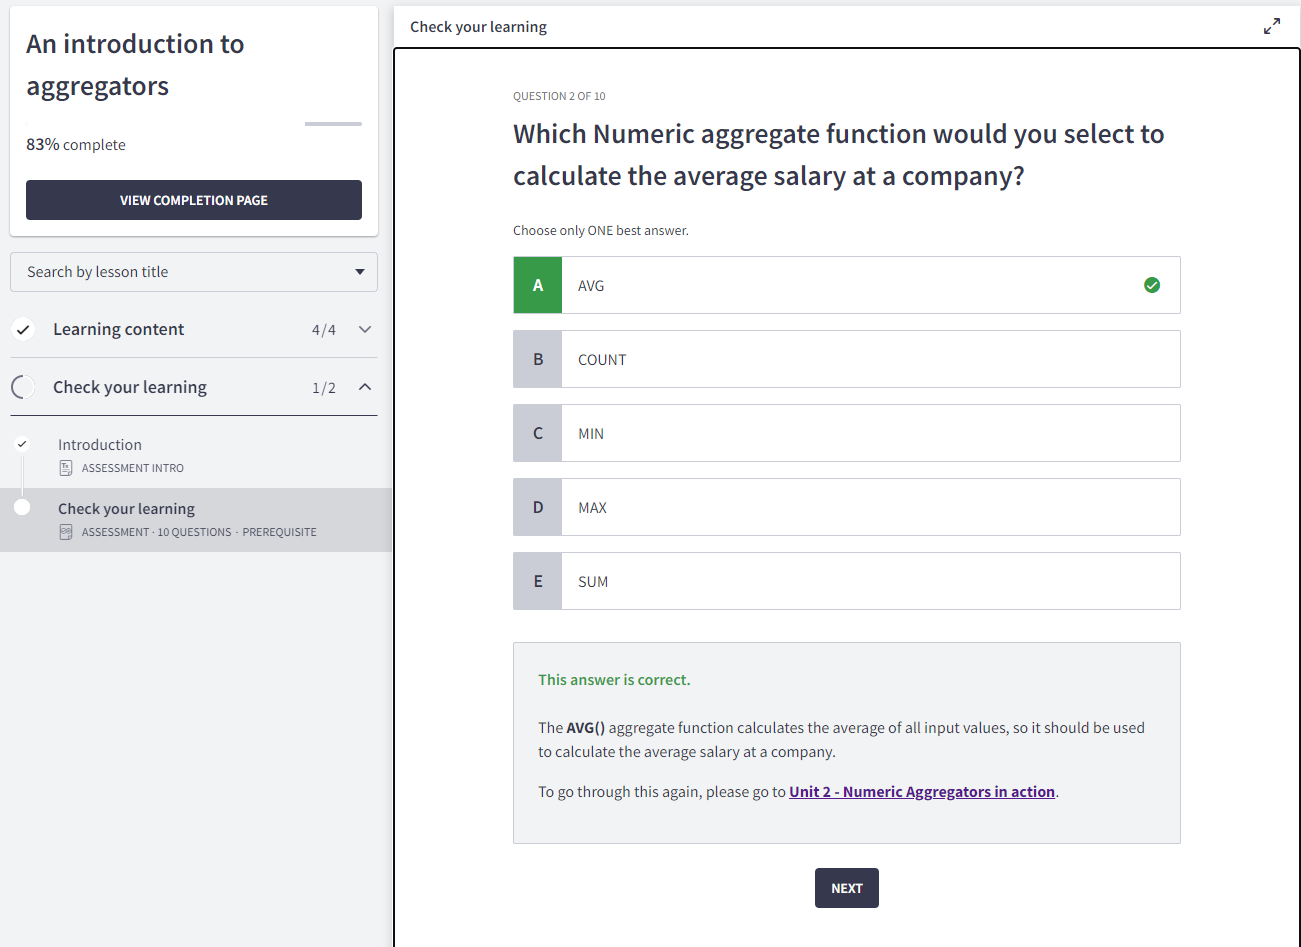 An introduction to
aggregators
83% complete
VIEW COMPLETION PAGE
Search by lesson title
Learning content 4/4
Check your learning 1/2
Introduction
ASSESSMENT INTRO
Check your learning
ASSESSMENT · 10 QUESTIONS · PREREQUISITE
Check your learning
QUESTION 2 OF 10
Which Numeric aggregate function would you select to
calculate the average salary at a company?
Choose only ONE best answer.
A AVG
B COUNT
C MIN
D MAX
E SUM
This answer is correct.
The AVG() aggregate function calculates the average of all input values, so it should be used
to calculate the average salary at a company.
To go through this again, please go to Unit 2 - Numeric Aggregators in action.
NEXT